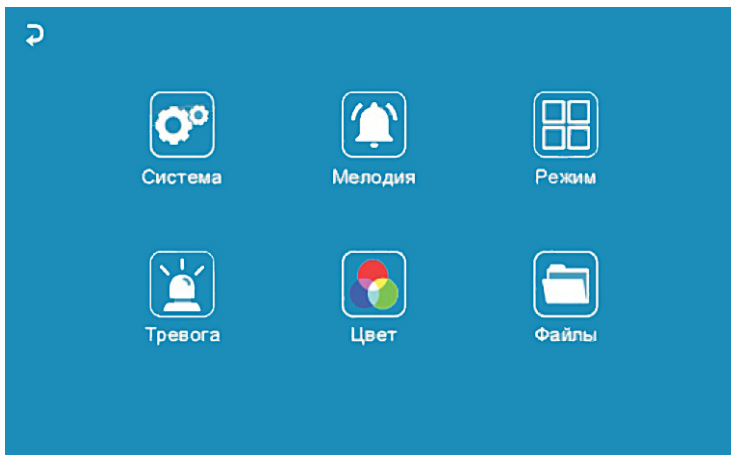 Система
Мелодия
Режим
Тревога
Цвет
Файлы